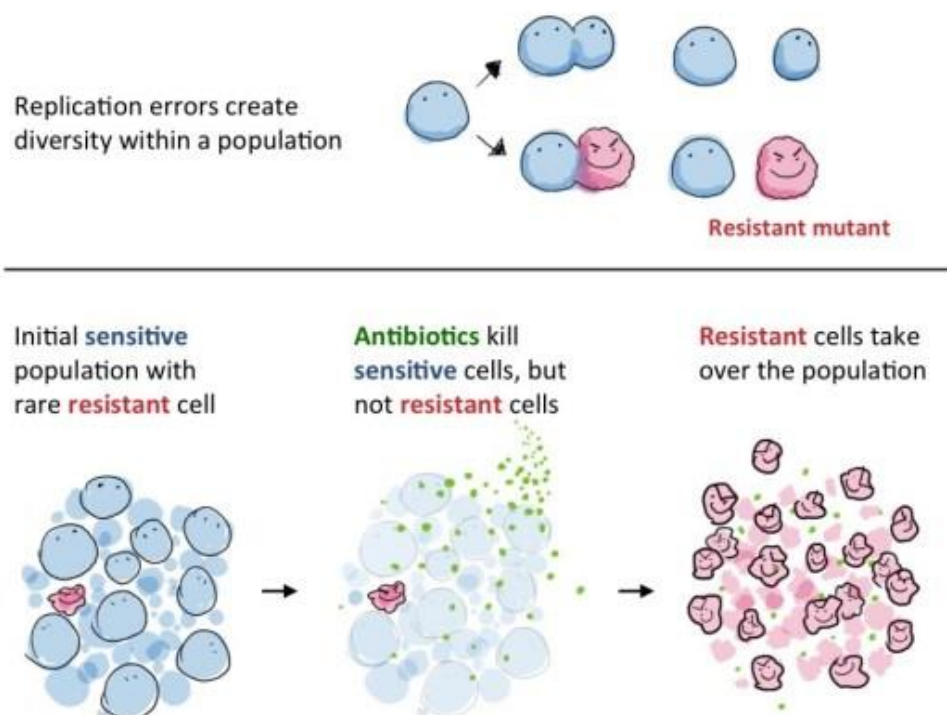 Replication errors create
diversity within a population
Resistant mutant
Initial sensitive
population with
rare resistant cell
Antibiotics kill
sensitive cells, but
not resistant cells
Resistant cells take
over the population